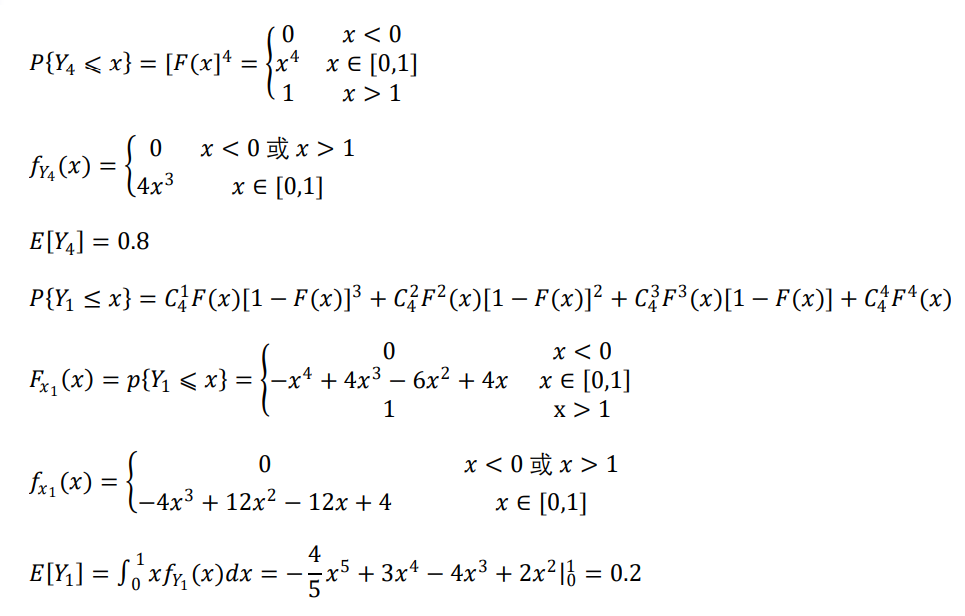 P{Y₄ ⩽ x} = [F(x]⁴ = { 0 x < 0
x⁴ x ∈ [0,1]
1 x > 1
f_{Y₄}(x) = { 0 x < 0 或 x > 1
4x³ x ∈ [0,1]
E[Y₄] = 0.8
P{Y₁ ≤ x} = C₄¹F(x)[1 − F(x)]³ + C₄²F²(x)[1 − F(x)]² + C₄³F³(x)[1 − F(x)] + C₄⁴F⁴(x)
F_{x₁}(x) = p{Y₁ ⩽ x} = { 0 x < 0
−x⁴ + 4x³ − 6x² + 4x x ∈ [0,1]
1 x > 1
f_{x₁}(x) = { 0 x < 0 或 x > 1
−4x³ + 12x² − 12x + 4 x ∈ [0,1]
E[Y₁] = ∫₀¹ x f_{Y₁}(x)dx = −4/5 x⁵ + 3x⁴ − 4x³ + 2x²|₀¹ = 0.2